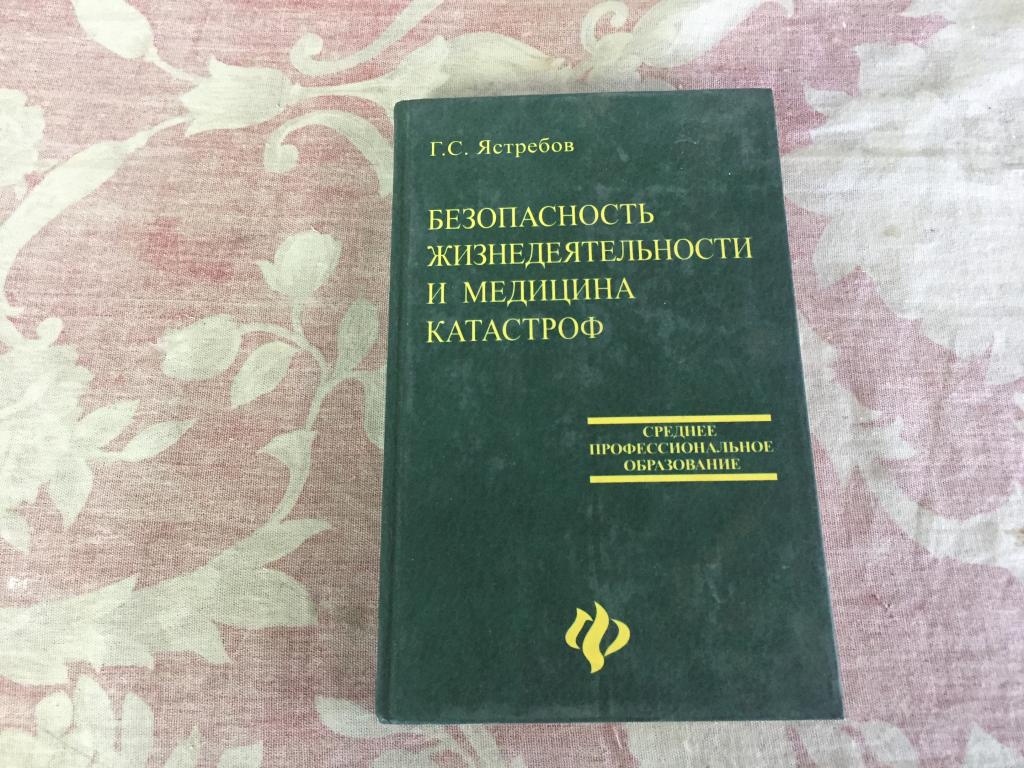 Г.С. Ястребов
БЕЗОПАСНОСТЬ
ЖИЗНЕДЕЯТЕЛЬНОСТИ
И МЕДИЦИНА
КАТАСТРОФ
СРЕДНЕЕ
ПРОФЕССИОНАЛЬНОЕ
ОБРАЗОВАНИЕ